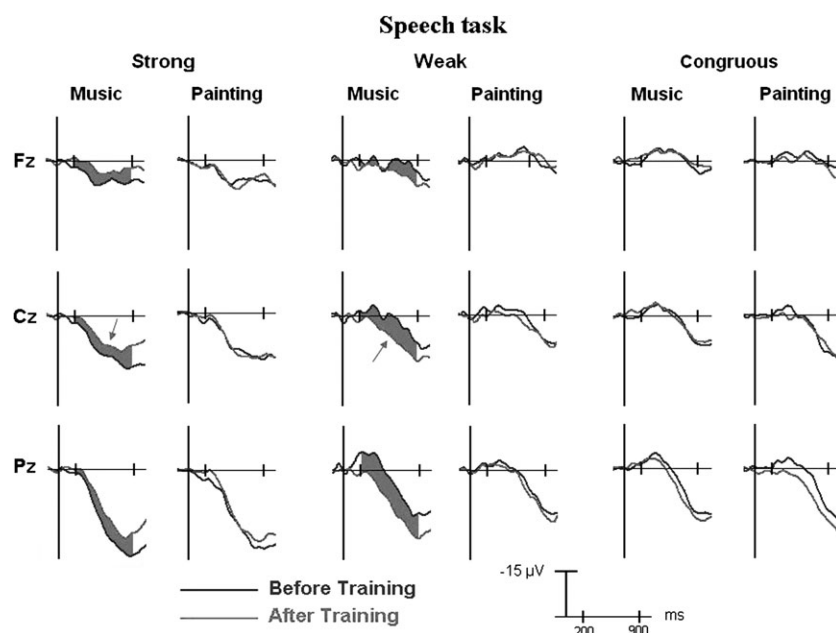 Speech task
Strong Weak Congruous
Music Painting Music Painting Music Painting
Fz
Cz
Pz
Before Training
After Training
-15 µV
ms
200 900